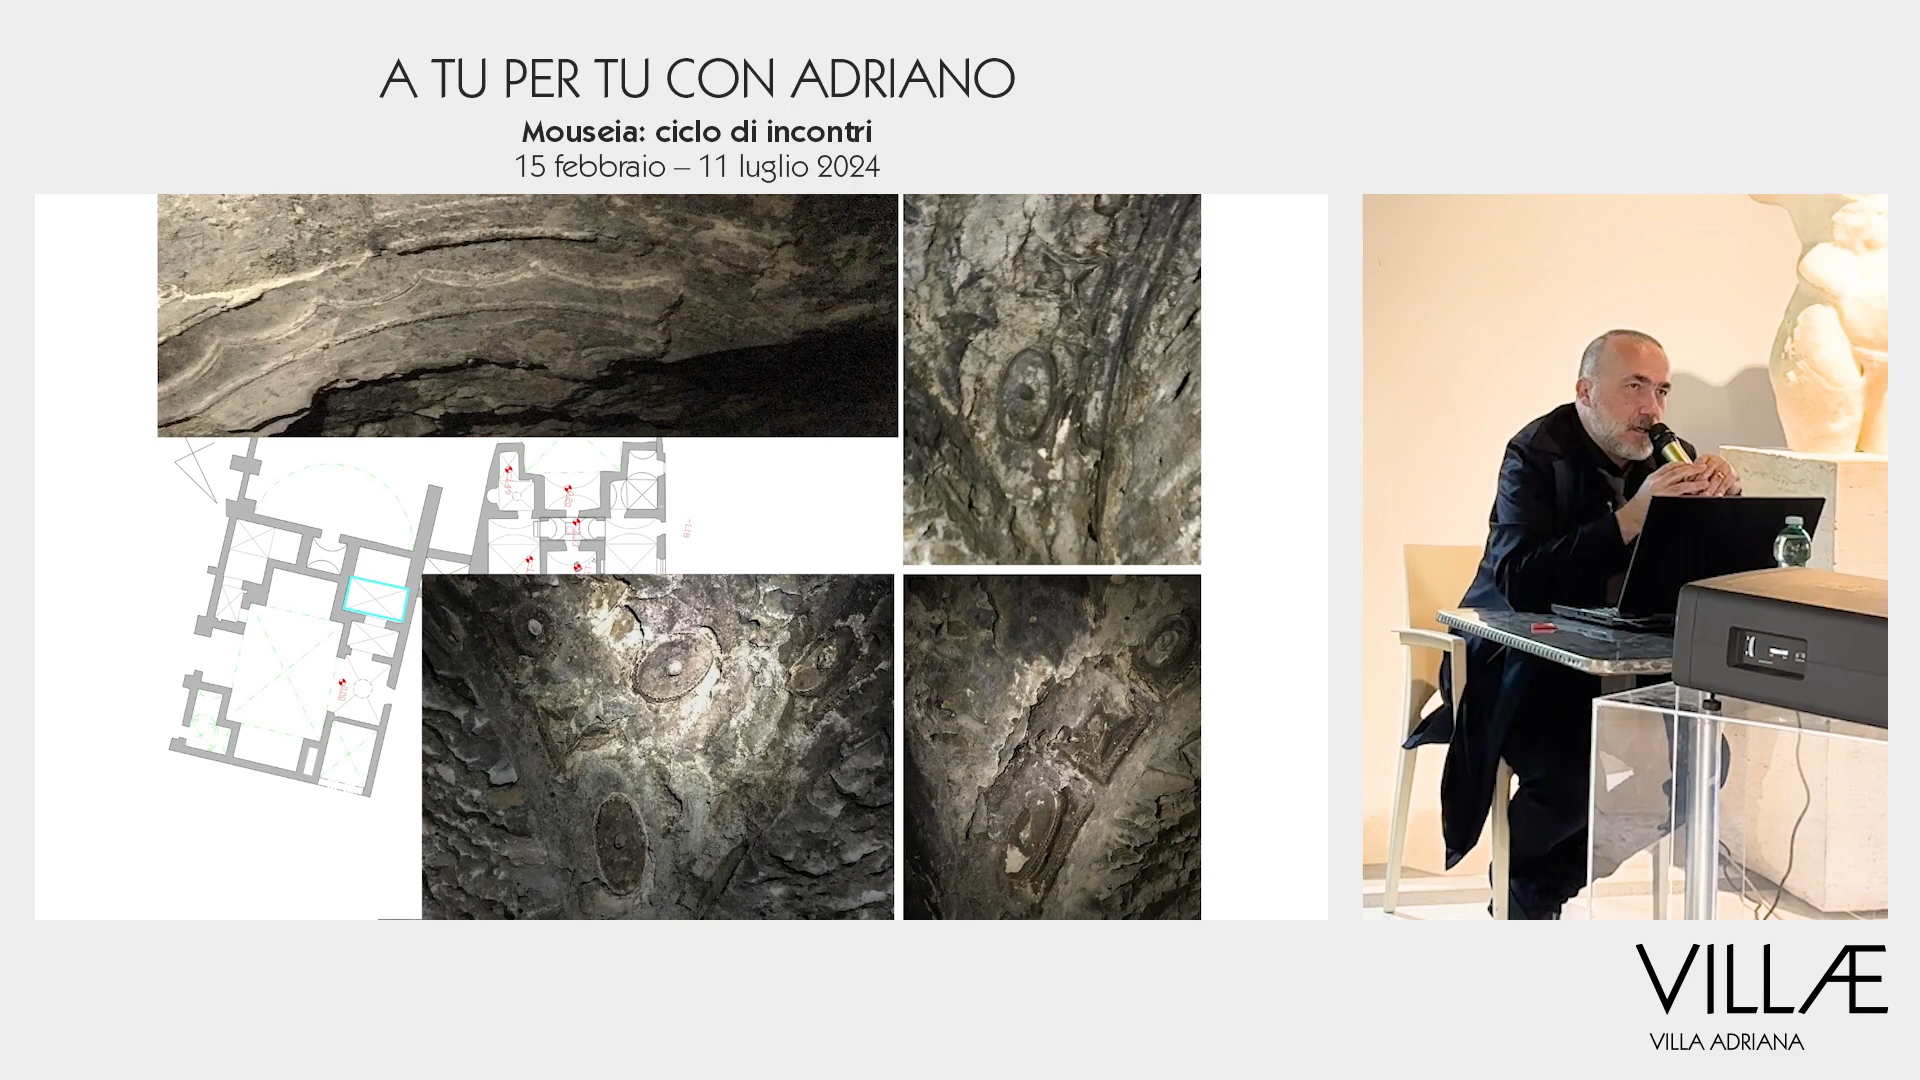 A TU PER TU CON ADRIANO
Mouseia: ciclo di incontri
15 febbraio – 11 luglio 2024
VILLÆ
VILLA ADRIANA